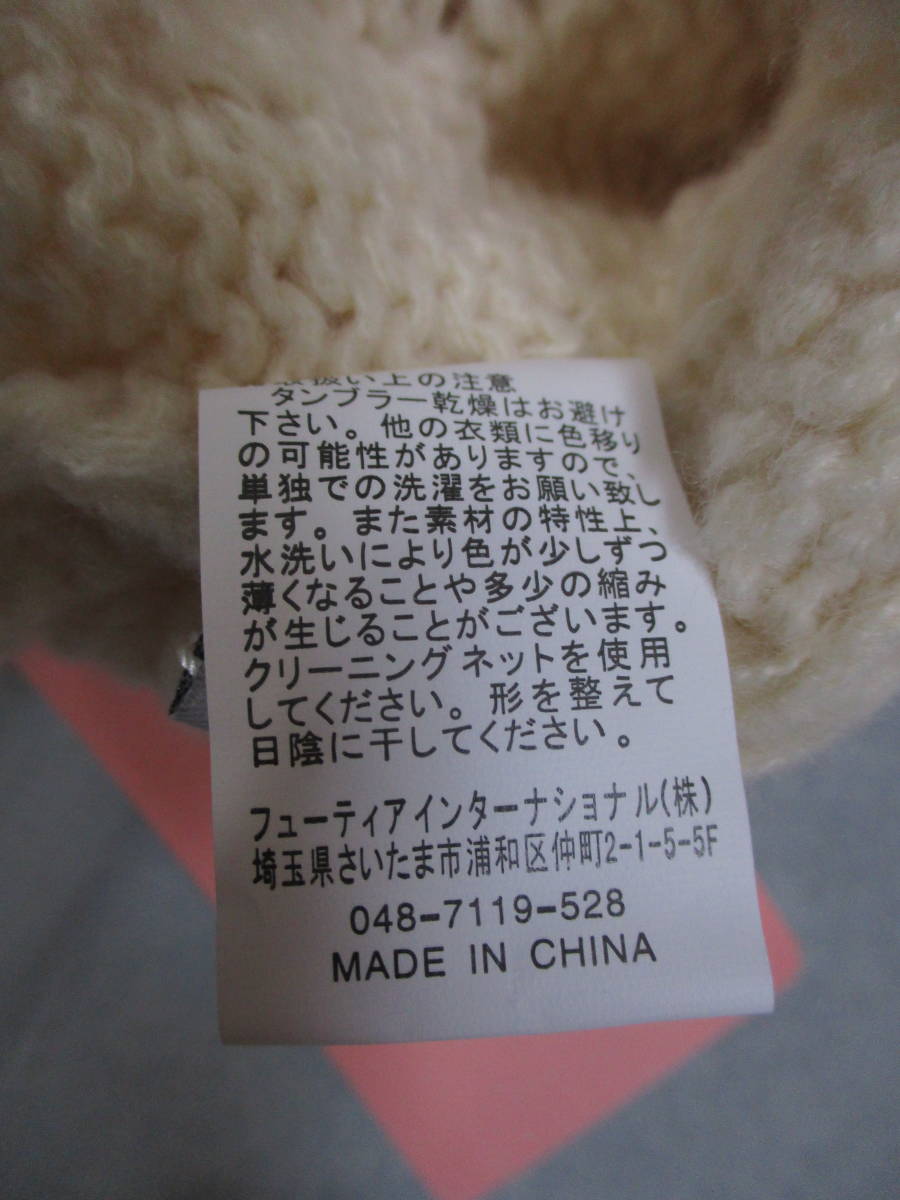 取扱い上の注意
タンブラー乾燥はお避け
下さい。他の衣類に色移り
の可能性がありますので、
単独での洗濯をお願い致し
ます。また素材の特性上、
水洗いにより色が少しずつ
薄くなることや多少の縮み
が生じることがございます。
クリーニングネットを使用
してください。形を整えて
日陰に干してください。
フューティアインターナショナル(株)
埼玉県さいたま市浦和区仲町2-1-5-5F
048-7119-528
MADE IN CHINA